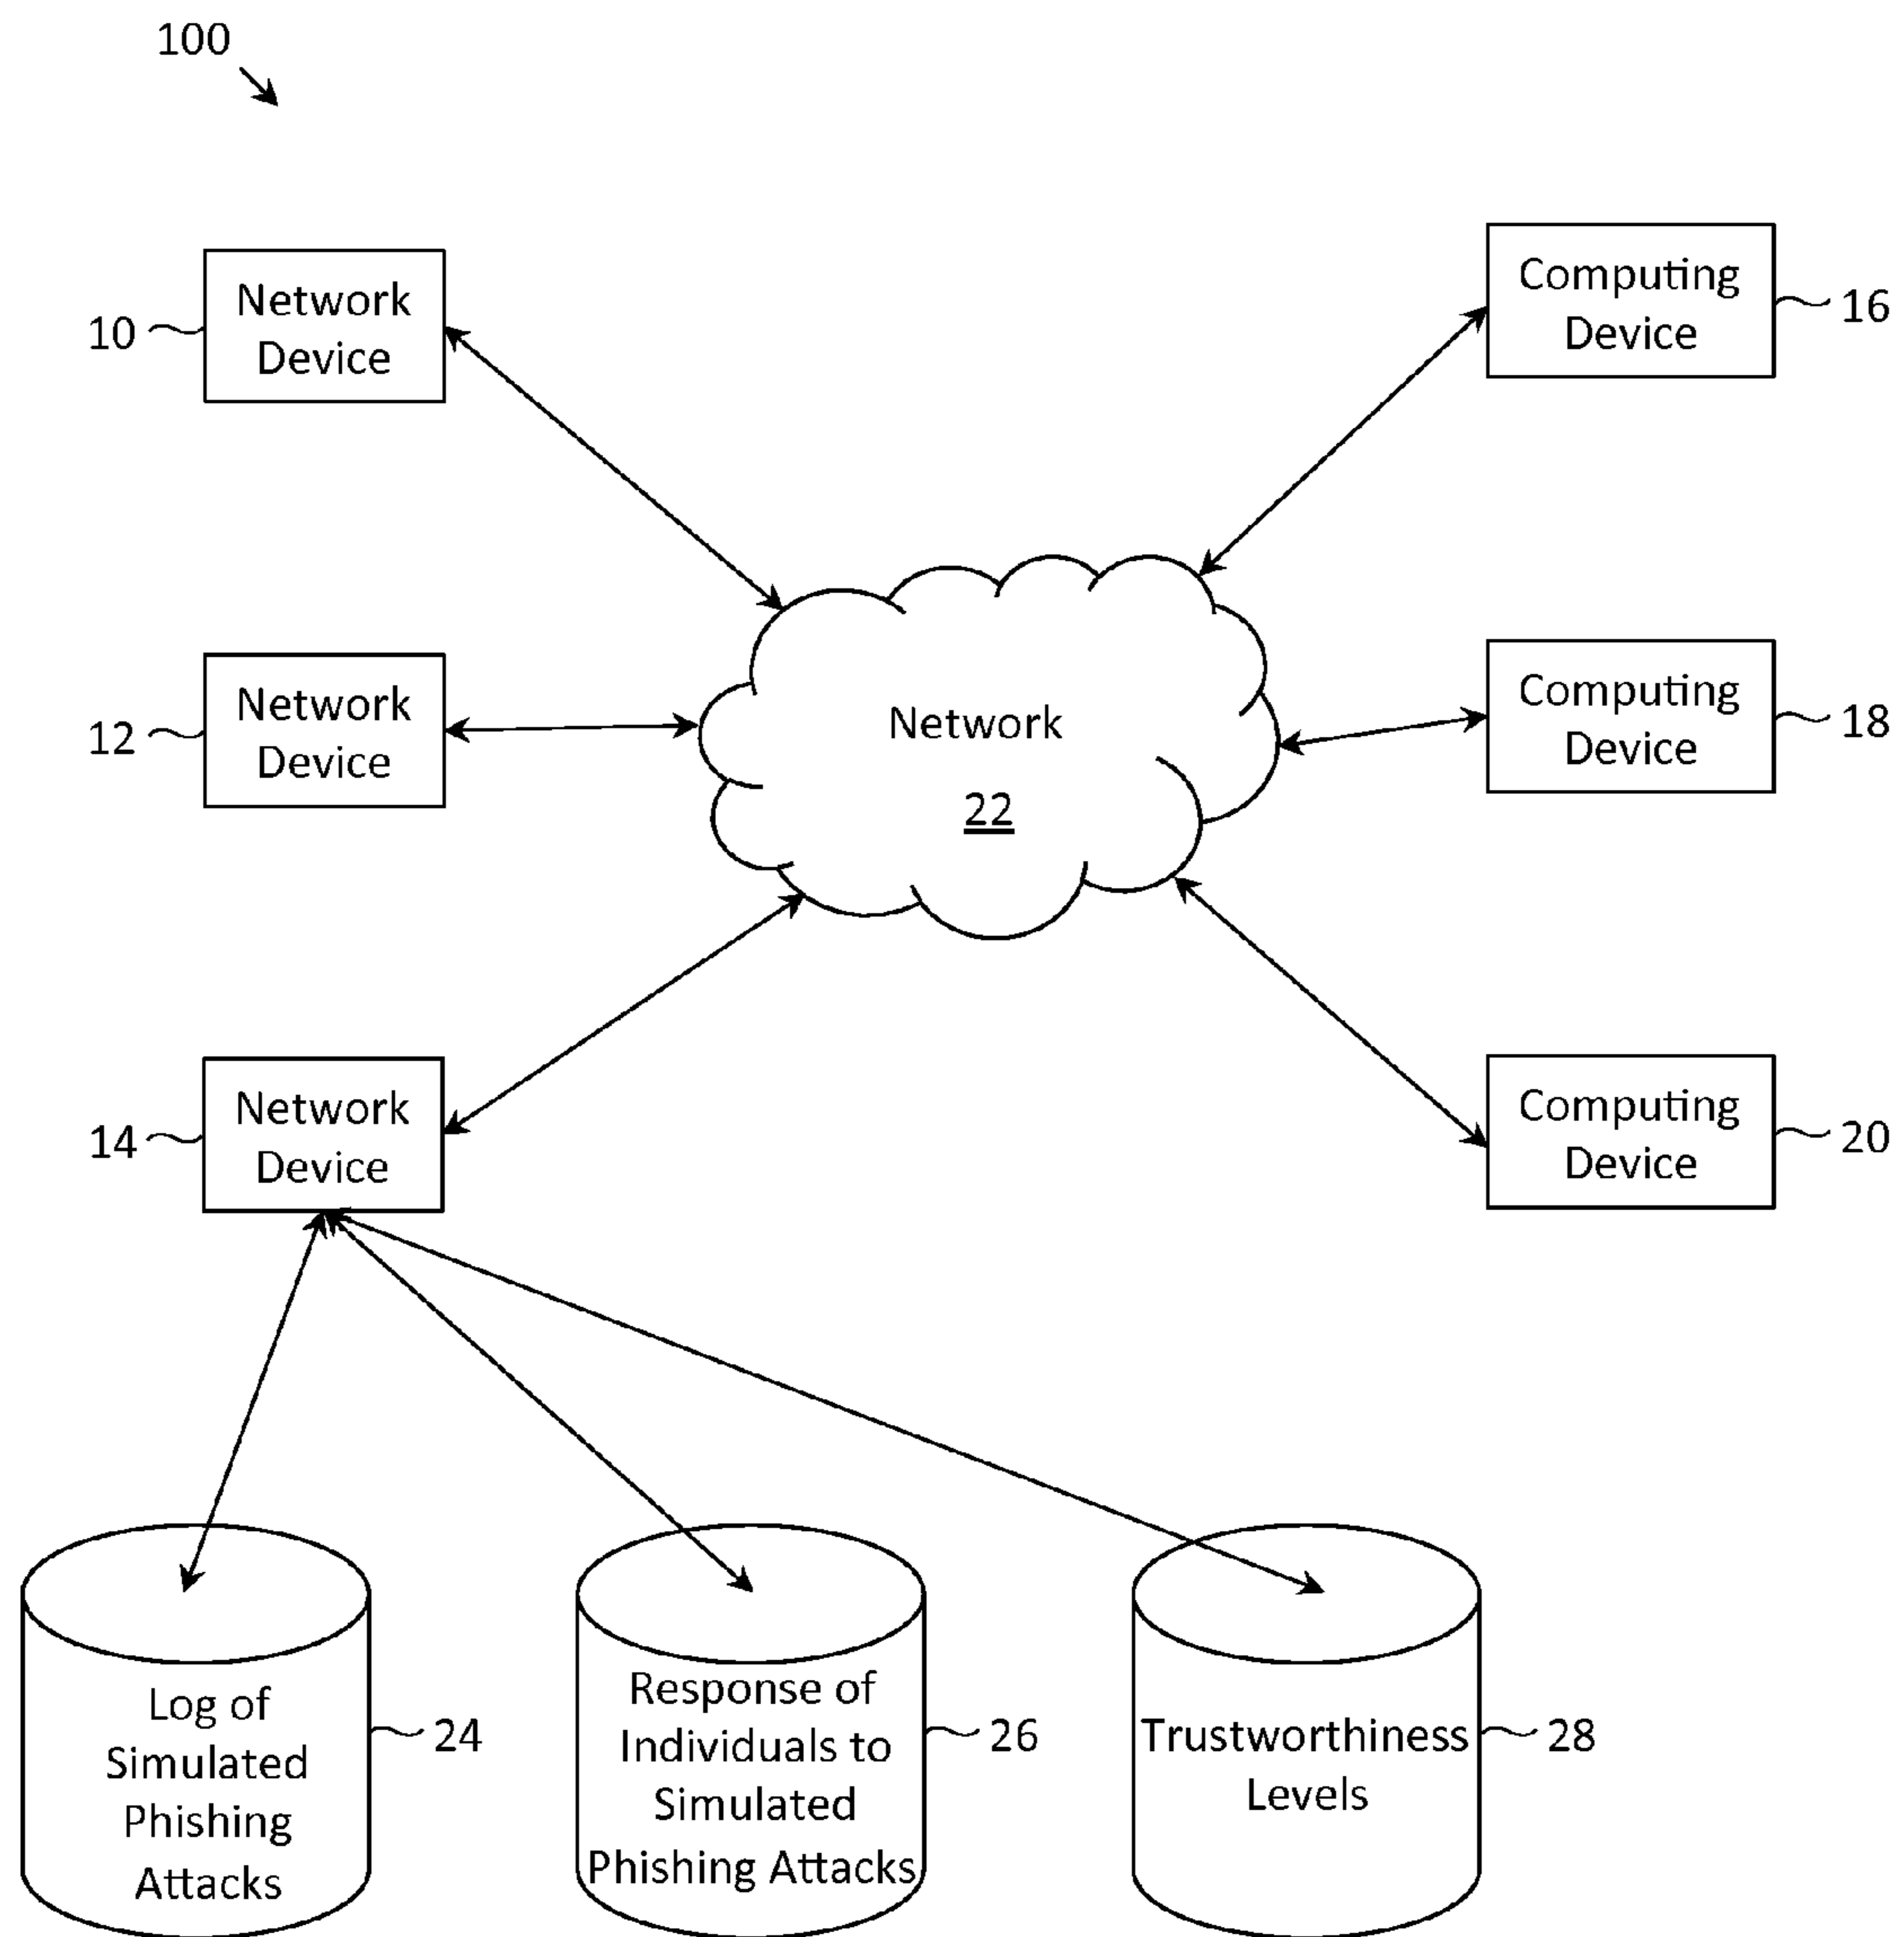 100
Network
Device
10
Computing
Device
16
Network
Device
12
Network
22
Computing
Device
18
Network
Device
14
Computing
Device
20
Log of
Simulated
Phishing
Attacks
24
Response of
Individuals to
Simulated
Phishing Attacks
26
Trustworthiness
Levels
28